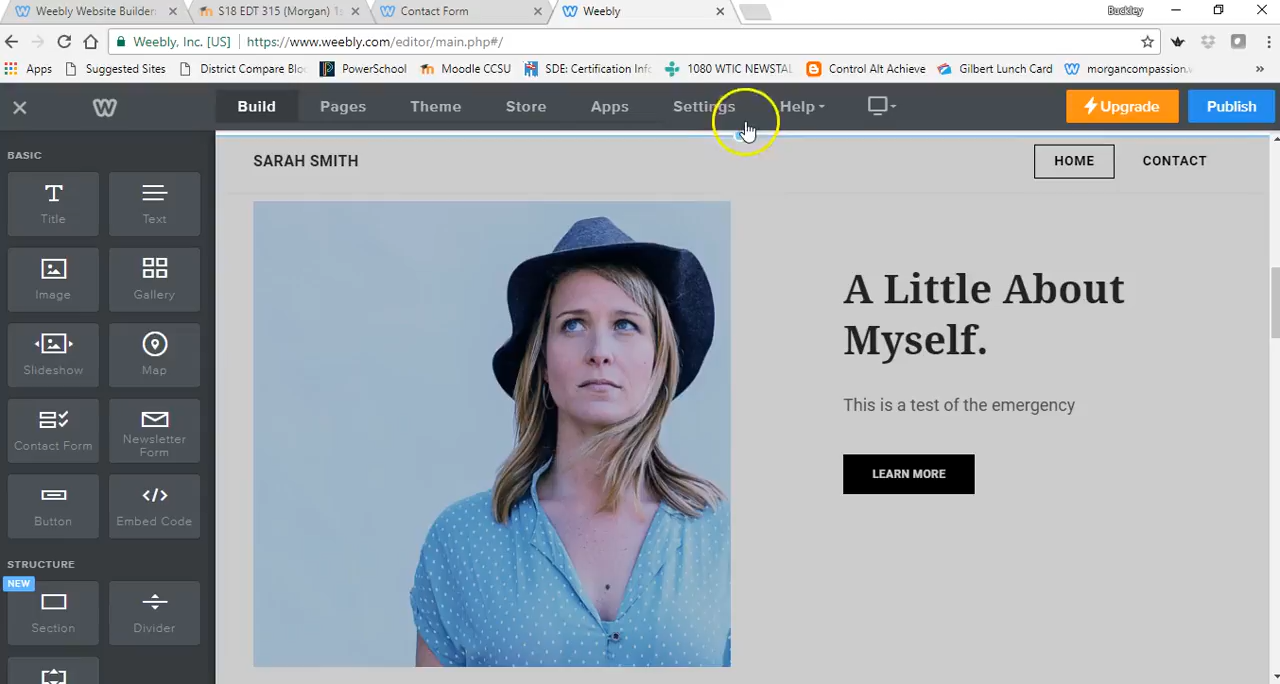 Weebly Website Builder
S18 EDT 315 (Morgan) 1s
Contact Form
Weebly
Buckley
Weebly, Inc. [US]
https://www.weebly.com/editor/main.php#/
Apps
Suggested Sites
District Compare Blo
PowerSchool
Moodle CCSU
SDE: Certification Inf
1080 WTIC NEWSTAL
Control Alt Achieve
Gilbert Lunch Card
morgancompassion.w
»
Build
Pages
Theme
Store
Apps
Settings
Help
Upgrade
Publish
BASIC
Title
Text
Image
Gallery
Slideshow
Map
Contact Form
Newsletter
Form
Button
Embed Code
STRUCTURE
NEW
Section
Divider
SARAH SMITH
HOME
CONTACT
A Little About
Myself.
This is a test of the emergency
LEARN MORE